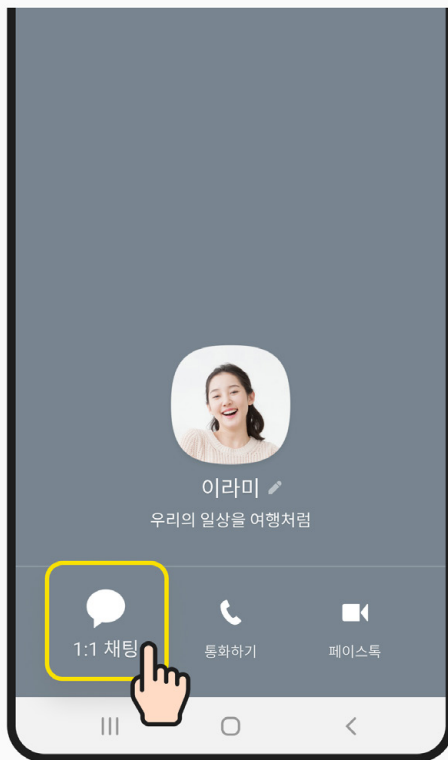 이라미
우리의 일상을 여행처럼
1:1 채팅
통화하기
페이스톡